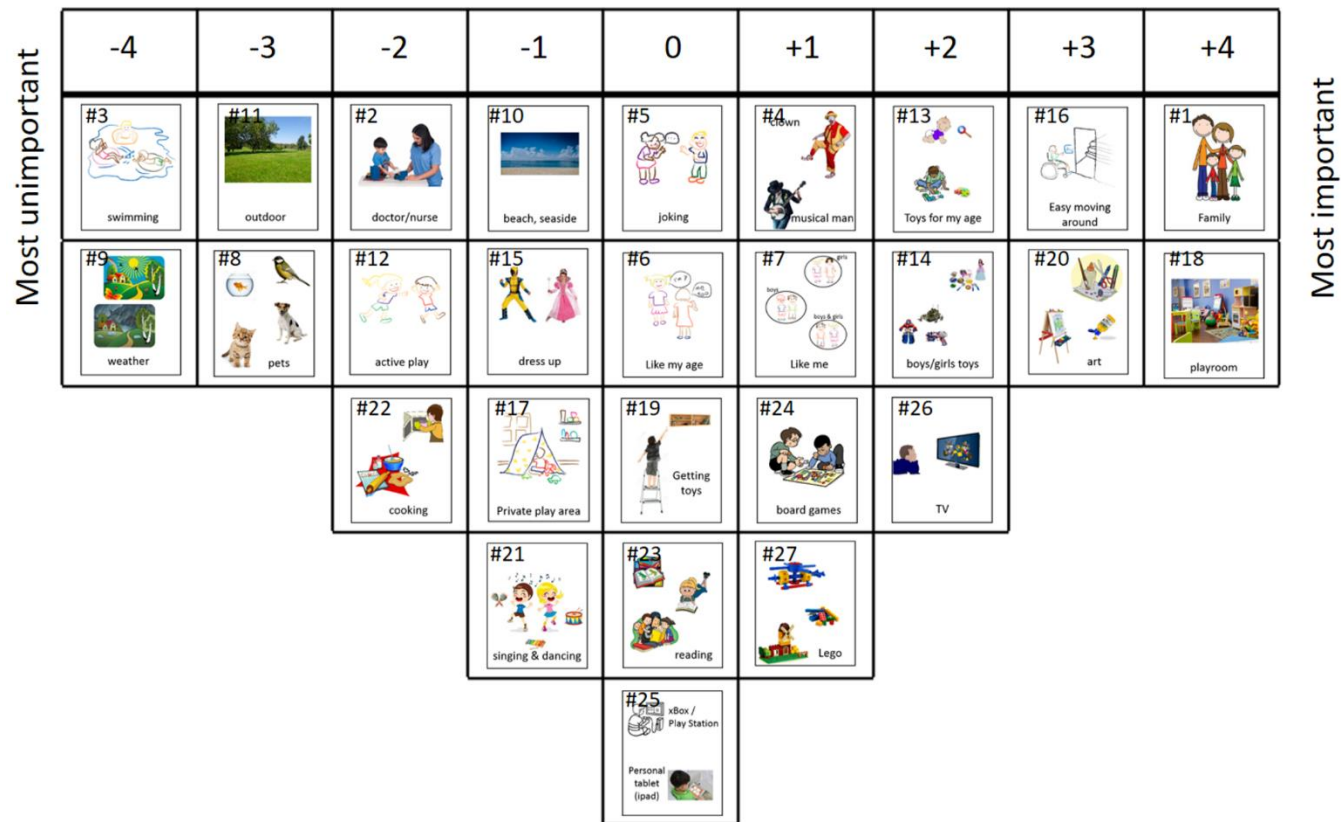 Most unimportant
-4 -3 -2 -1 0 +1 +2 +3 +4
Most important
#3
swimming
#11
outdoor
#2
doctor/nurse
#10
beach, seaside
#5
joking
#4
clown
musical man
#13
Toys for my age
#16
Easy moving
around
#1
Family
#9
weather
#8
pets
#12
active play
#15
dress up
#6
Like my age
#7
girls
boys
boys & girls
Like me
#14
boys/girls toys
#20
art
#18
playroom
#22
cooking
#17
Private play area
#19
Getting
toys
#24
board games
#26
TV
#21
singing & dancing
#23
reading
#27
Lego
#25
xBox /
Play Station
Personal
tablet
(ipad)